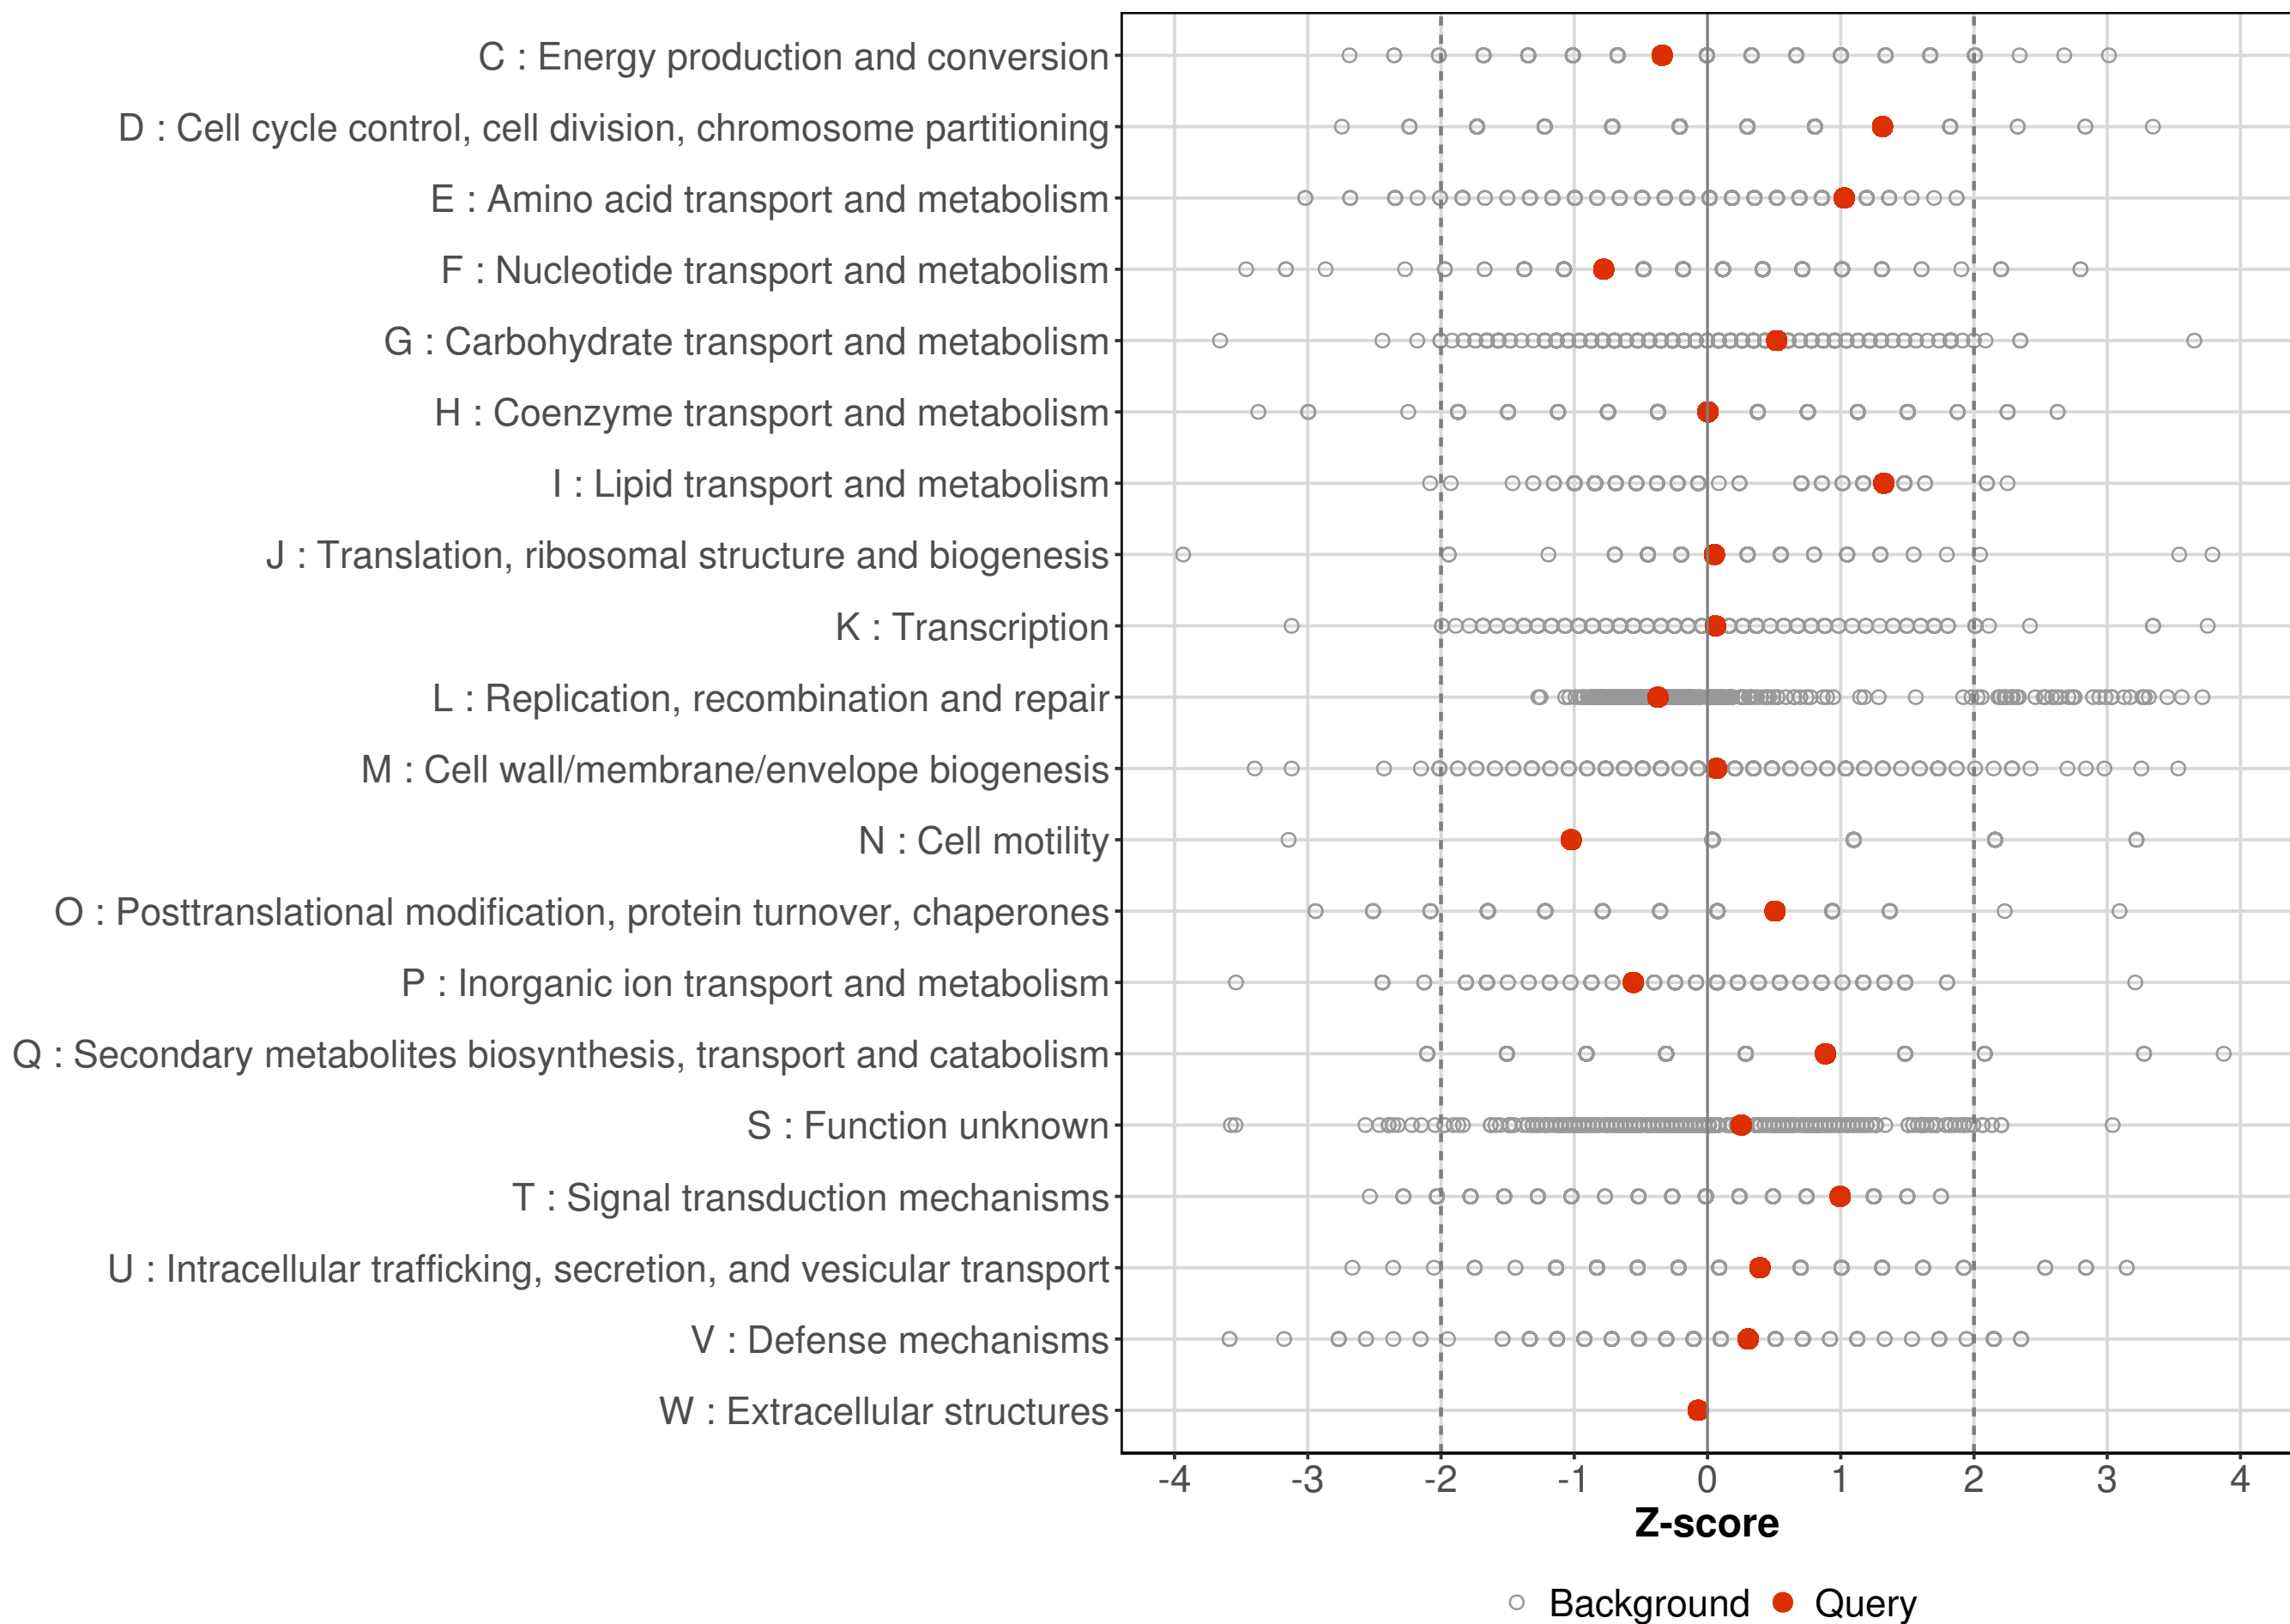 C : Energy production and conversion
D : Cell cycle control, cell division, chromosome partitioning
E : Amino acid transport and metabolism
F : Nucleotide transport and metabolism
G : Carbohydrate transport and metabolism
H : Coenzyme transport and metabolism
I : Lipid transport and metabolism
J : Translation, ribosomal structure and biogenesis
K : Transcription
L : Replication, recombination and repair
M : Cell wall/membrane/envelope biogenesis
N : Cell motility
O : Posttranslational modification, protein turnover, chaperones
P : Inorganic ion transport and metabolism
Q : Secondary metabolites biosynthesis, transport and catabolism
S : Function unknown
T : Signal transduction mechanisms
U : Intracellular trafficking, secretion, and vesicular transport
V : Defense mechanisms
W : Extracellular structures
-4 -3 -2 -1 0 1 2 3 4
Z-score
Background Query